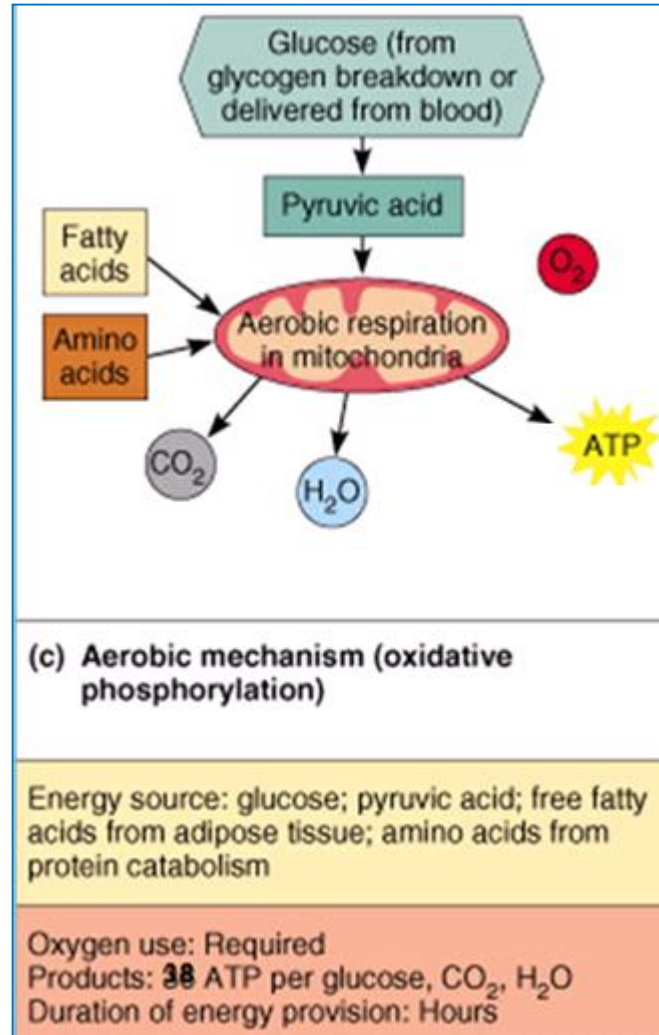 Glucose (from
glycogen breakdown or
delivered from blood)
Pyruvic acid
Fatty
acids
O₂
Amino
acids
Aerobic respiration
in mitochondria
CO₂
H₂O
ATP
(c) Aerobic mechanism (oxidative
phosphorylation)
Energy source: glucose; pyruvic acid; free fatty
acids from adipose tissue; amino acids from
protein catabolism
Oxygen use: Required
Products: 38 ATP per glucose, CO₂, H₂O
Duration of energy provision: Hours